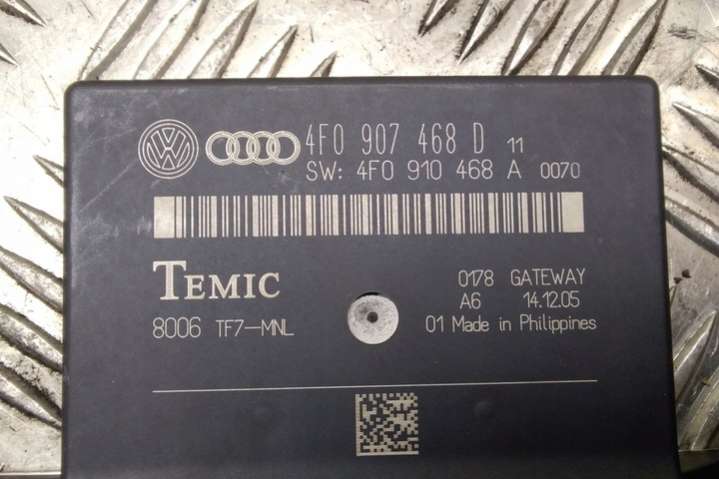 4F0 907 468 D 11
SW: 4F0 910 468 A 0070
TEMIC
0178 GATEWAY
A6 14.12.05
8006 TF7-MNL
01 Made in Philippines